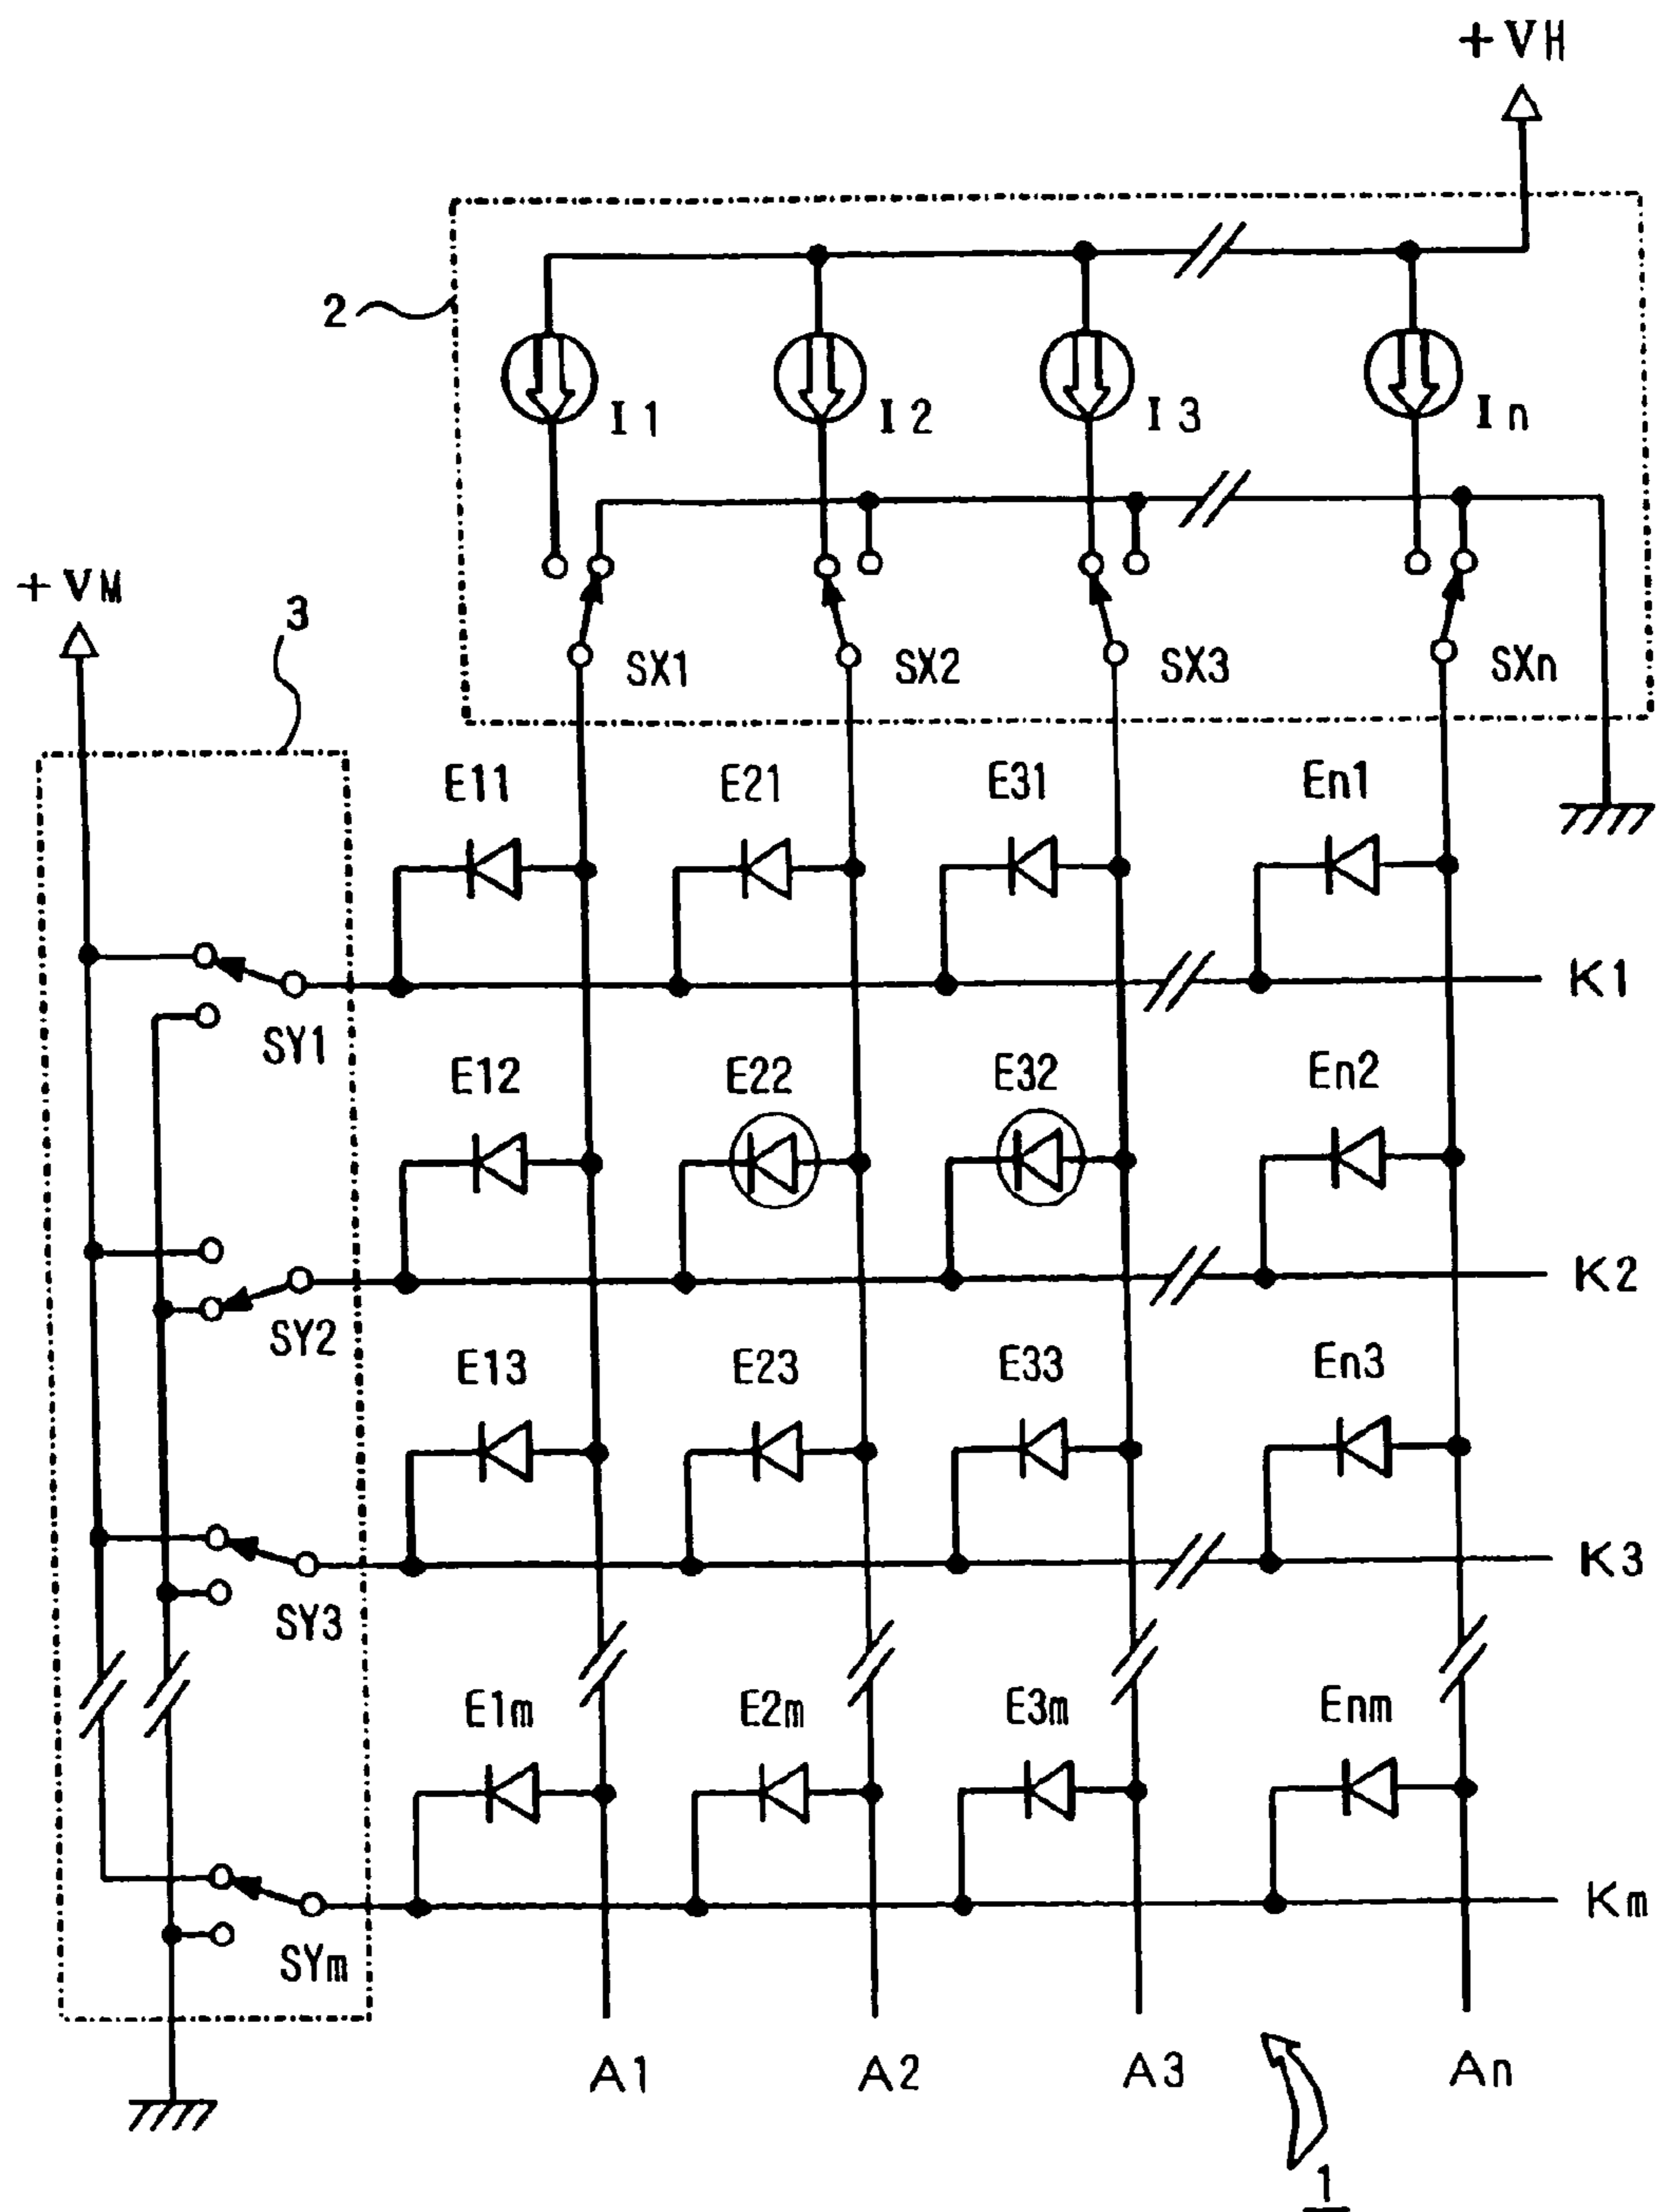 +VH
2
I1 I2 I3 In
+VM
3
SX1 SX2 SX3 SXn
E11 E21 E31 En1
K1
SY1
E12 E22 E32 En2
K2
SY2
E13 E23 E33 En3
K3
SY3
E1m E2m E3m Enm
Km
SYm
A1 A2 A3 An
1